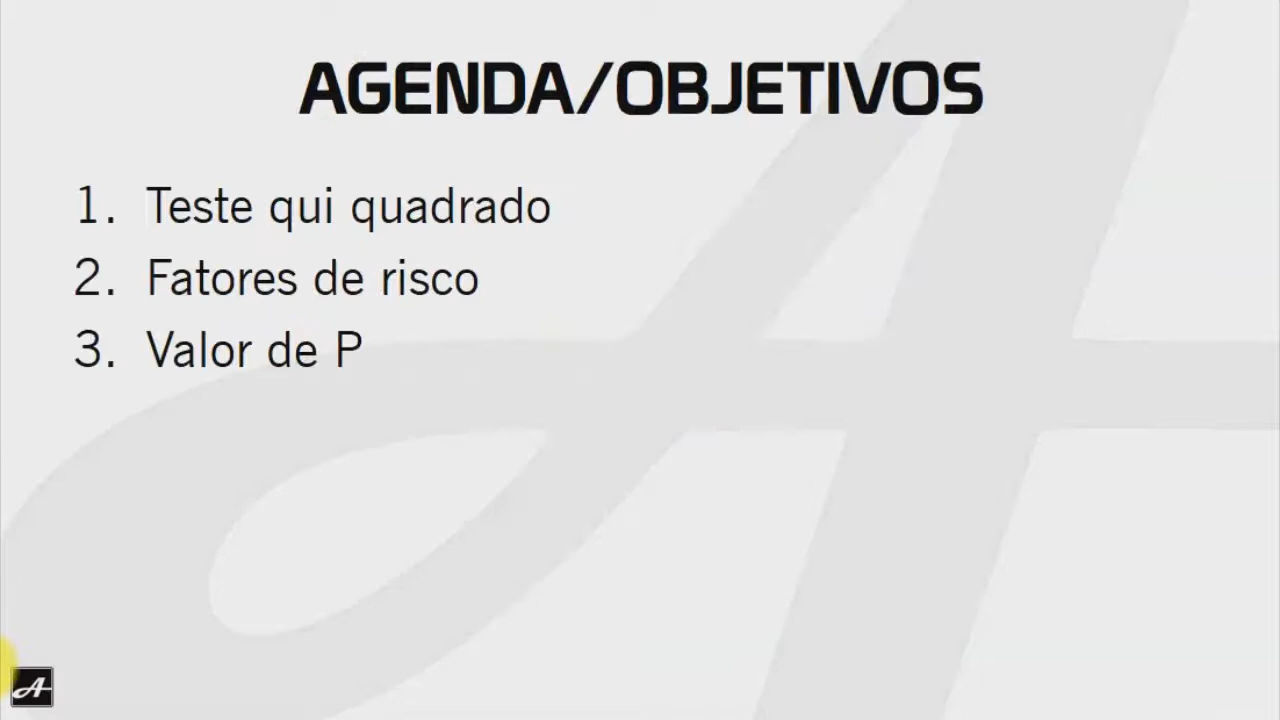 AGENDA/OBJETIVOS
1. Teste qui quadrado
2. Fatores de risco
3. Valor de P
A